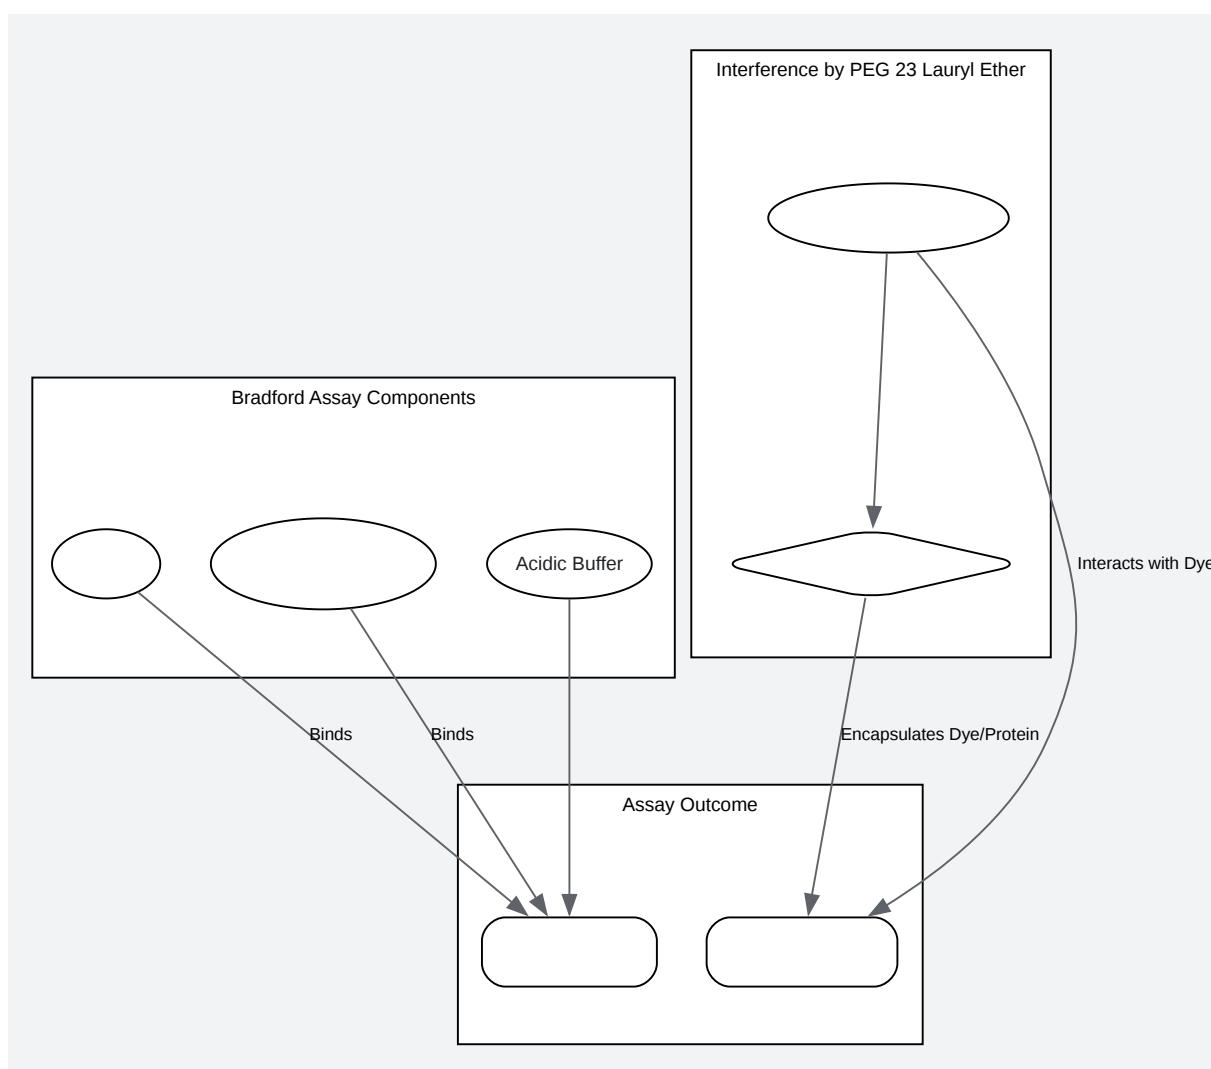 Interference by PEG 23 Lauryl Ether
Bradford Assay Components
Acidic Buffer
Interacts with Dye
Binds
Binds
Encapsulates Dye/Protein
Assay Outcome